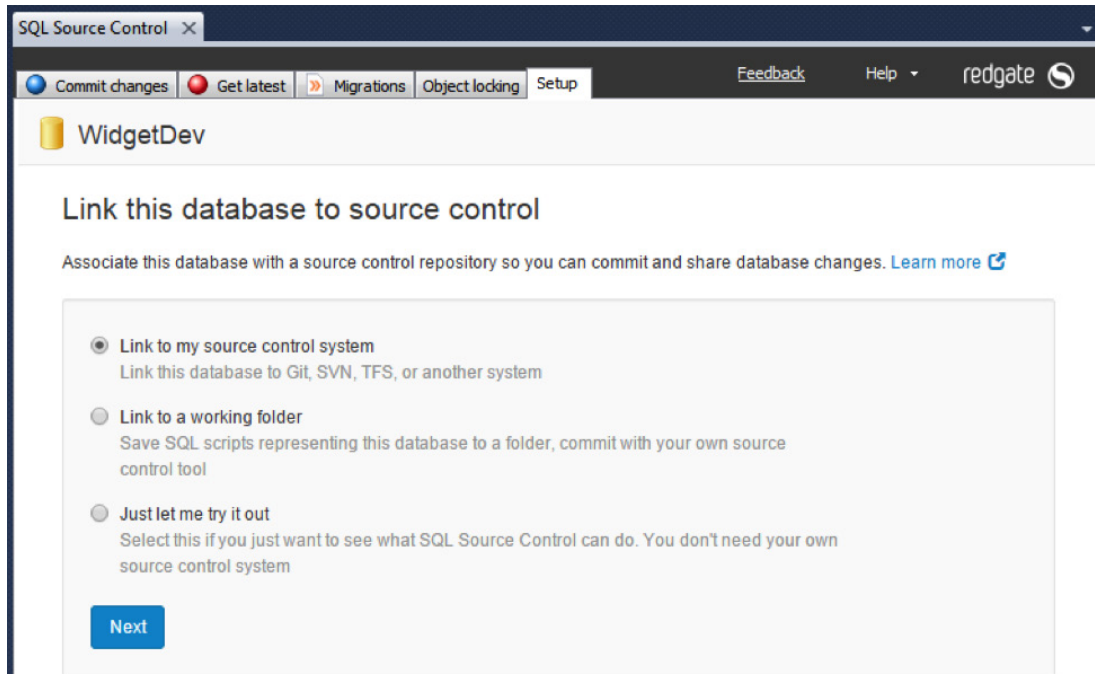 SQL Source Control
Commit changes Get latest Migrations Object locking Setup Feedback Help redgate
WidgetDev
Link this database to source control
Associate this database with a source control repository so you can commit and share database changes. Learn more
Link to my source control system
Link this database to Git, SVN, TFS, or another system
Link to a working folder
Save SQL scripts representing this database to a folder, commit with your own source
control tool
Just let me try it out
Select this if you just want to see what SQL Source Control can do. You don't need your own
source control system
Next